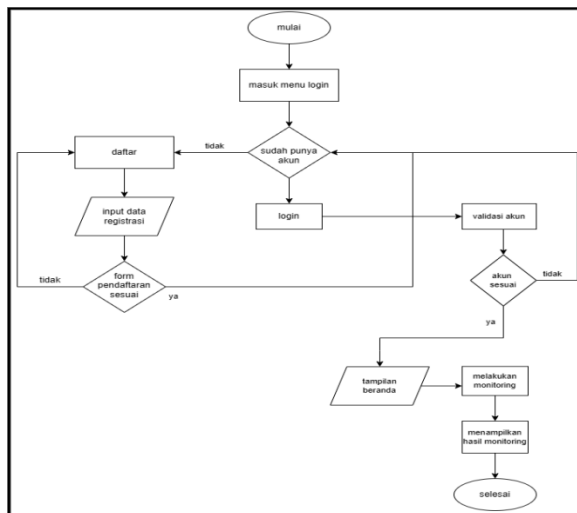 mulai
masuk menu login
sudah punya
akun
tidak
daftar
input data
registrasi
form
pendaftaran
sesuai
tidak
ya
login
validasi akun
akun
sesuai
tidak
ya
tampilan
beranda
melakukan
monitoring
menampilkan
hasil monitoring
selesai